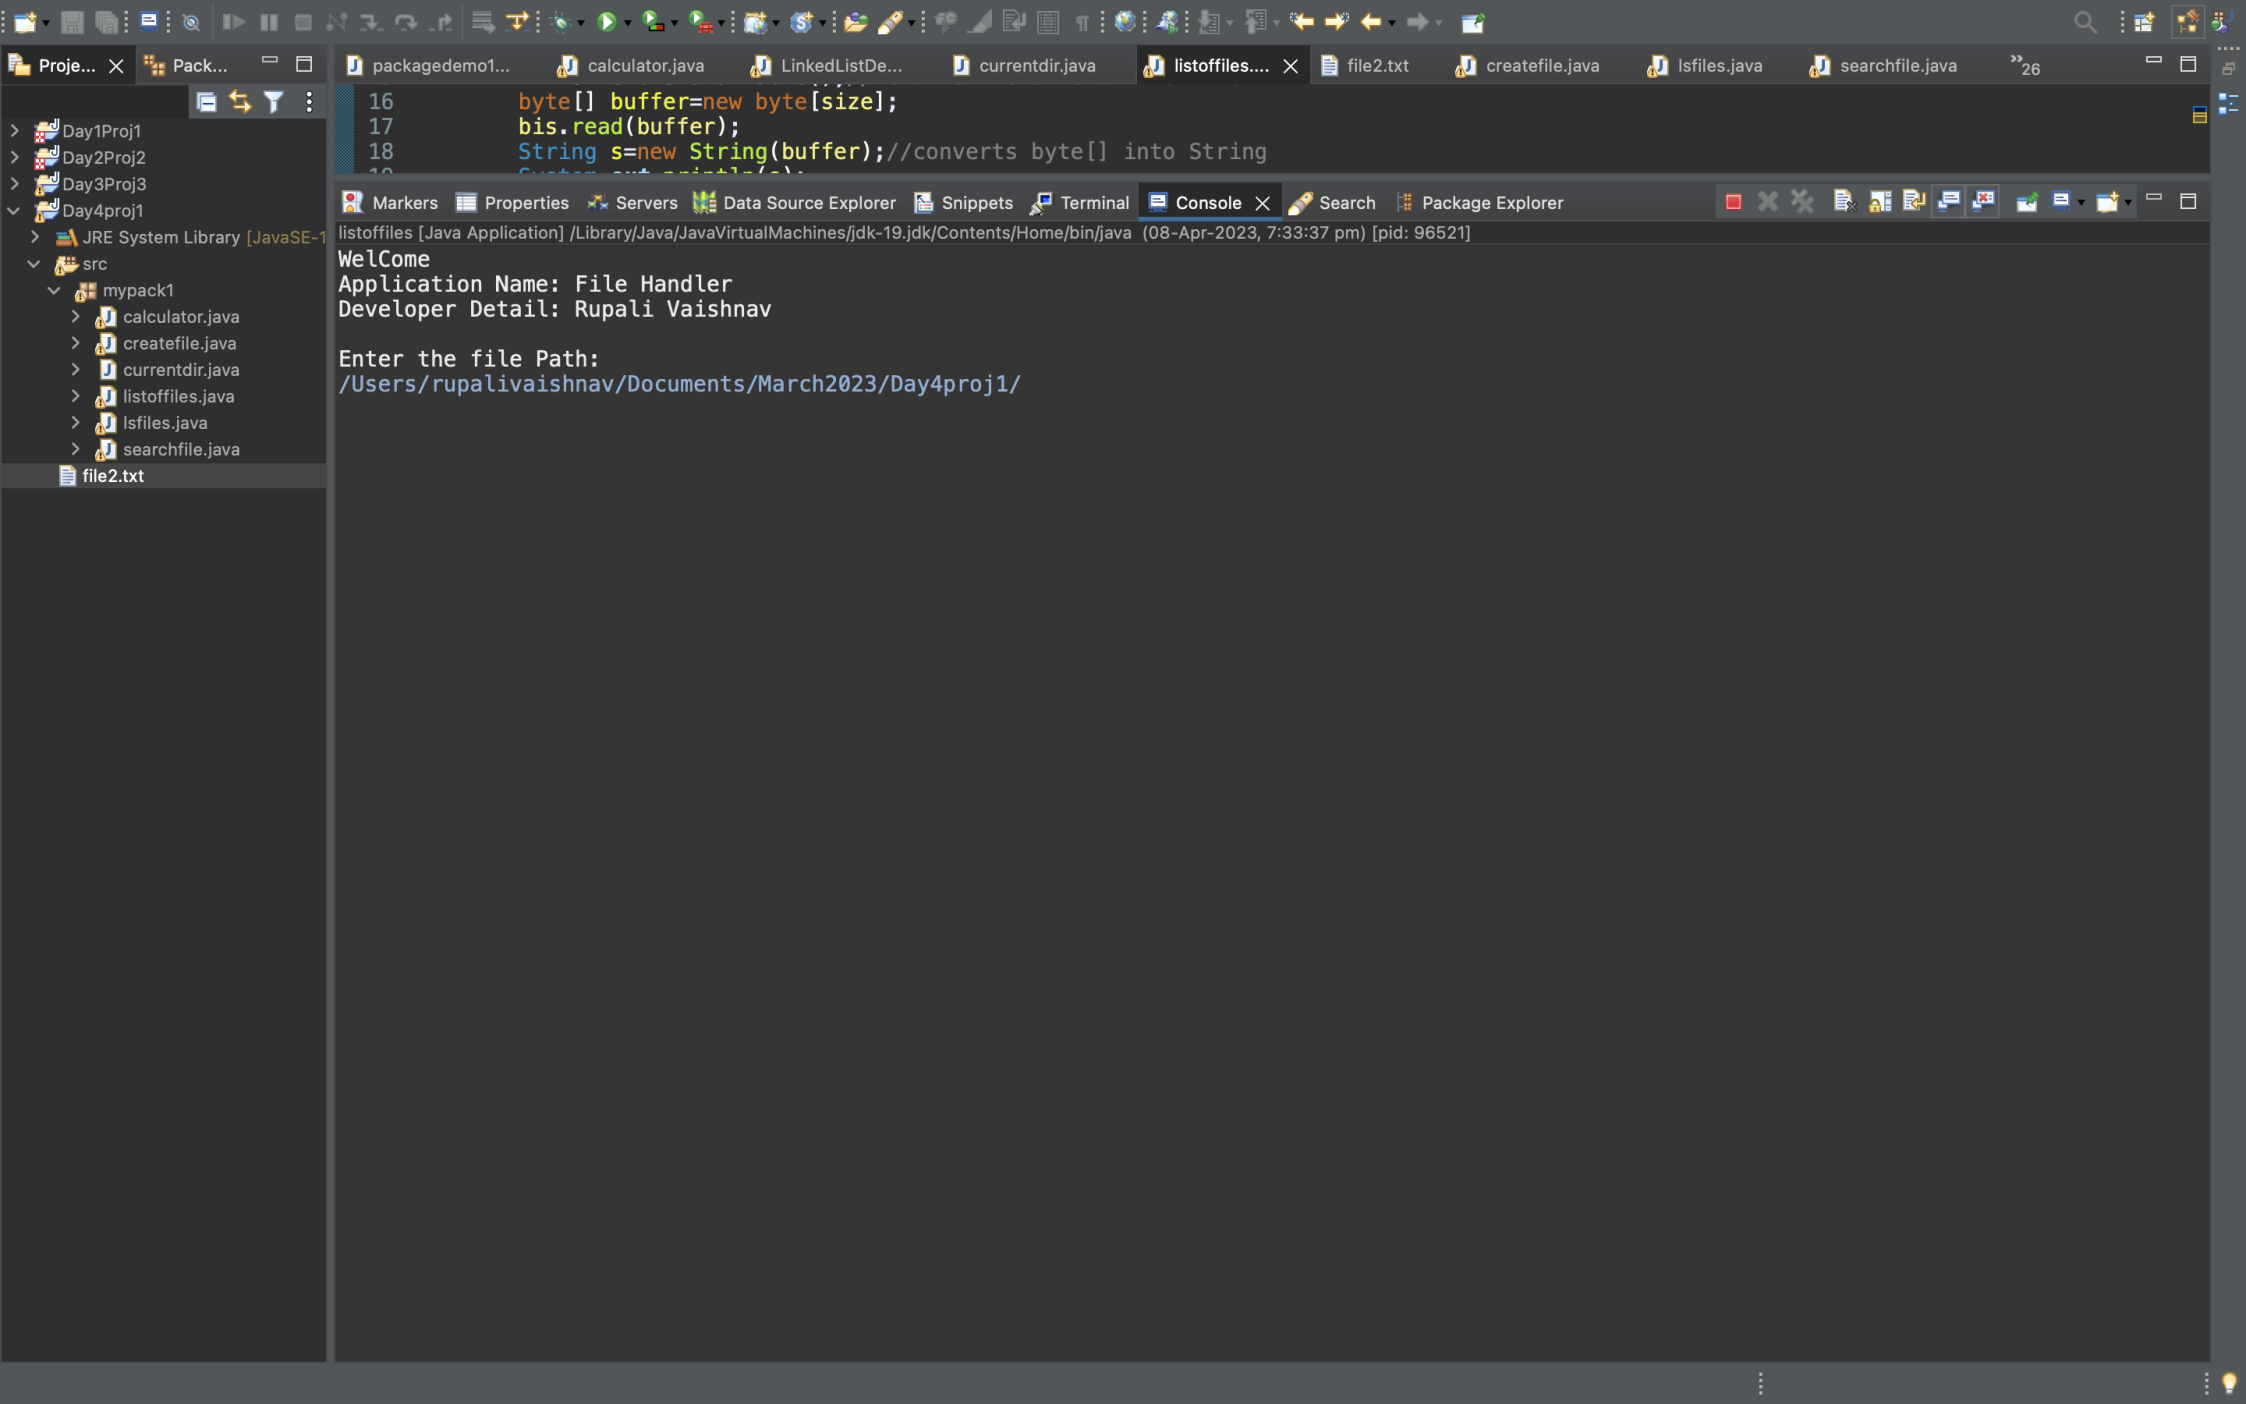 Proje...
Pack...
packagedemo1...
calculator.java
LinkedListDe...
currentdir.java
listoffiles....
file2.txt
createfile.java
lsfiles.java
searchfile.java
»26
Day1Proj1
Day2Proj2
Day3Proj3
Day4proj1
JRE System Library [JavaSE-1
src
mypack1
calculator.java
createfile.java
currentdir.java
listoffiles.java
lsfiles.java
searchfile.java
file2.txt
16 byte[] buffer=new byte[size];
17 bis.read(buffer);
18 String s=new String(buffer);//converts byte[] into String
Markers
Properties
Servers
Data Source Explorer
Snippets
Terminal
Console
Search
Package Explorer
listoffiles [Java Application] /Library/Java/JavaVirtualMachines/jdk-19.jdk/Contents/Home/bin/java (08-Apr-2023, 7:33:37 pm) [pid: 96521]
WelCome
Application Name: File Handler
Developer Detail: Rupali Vaishnav
Enter the file Path:
/Users/rupalivaishnav/Documents/March2023/Day4proj1/